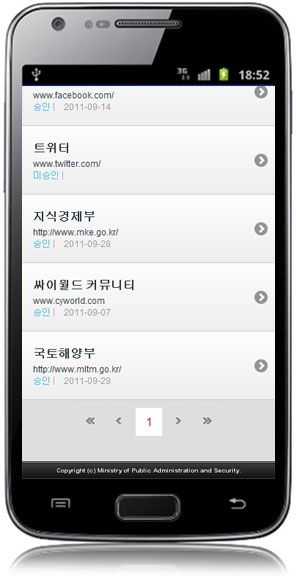 3G 18:52
www.facebook.com/
승인 | 2011-09-14
트위터
www.twitter.com/
미승인 |
지식경제부
http://www.mke.go.kr/
승인 | 2011-09-28
싸이월드 커뮤니티
www.cyworld.com
승인 | 2011-09-07
국토해양부
http://www.mltm.go.kr/
승인 | 2011-09-29
« ‹ 1 › »
Copyright (c) Ministry of Public Administration and Security.